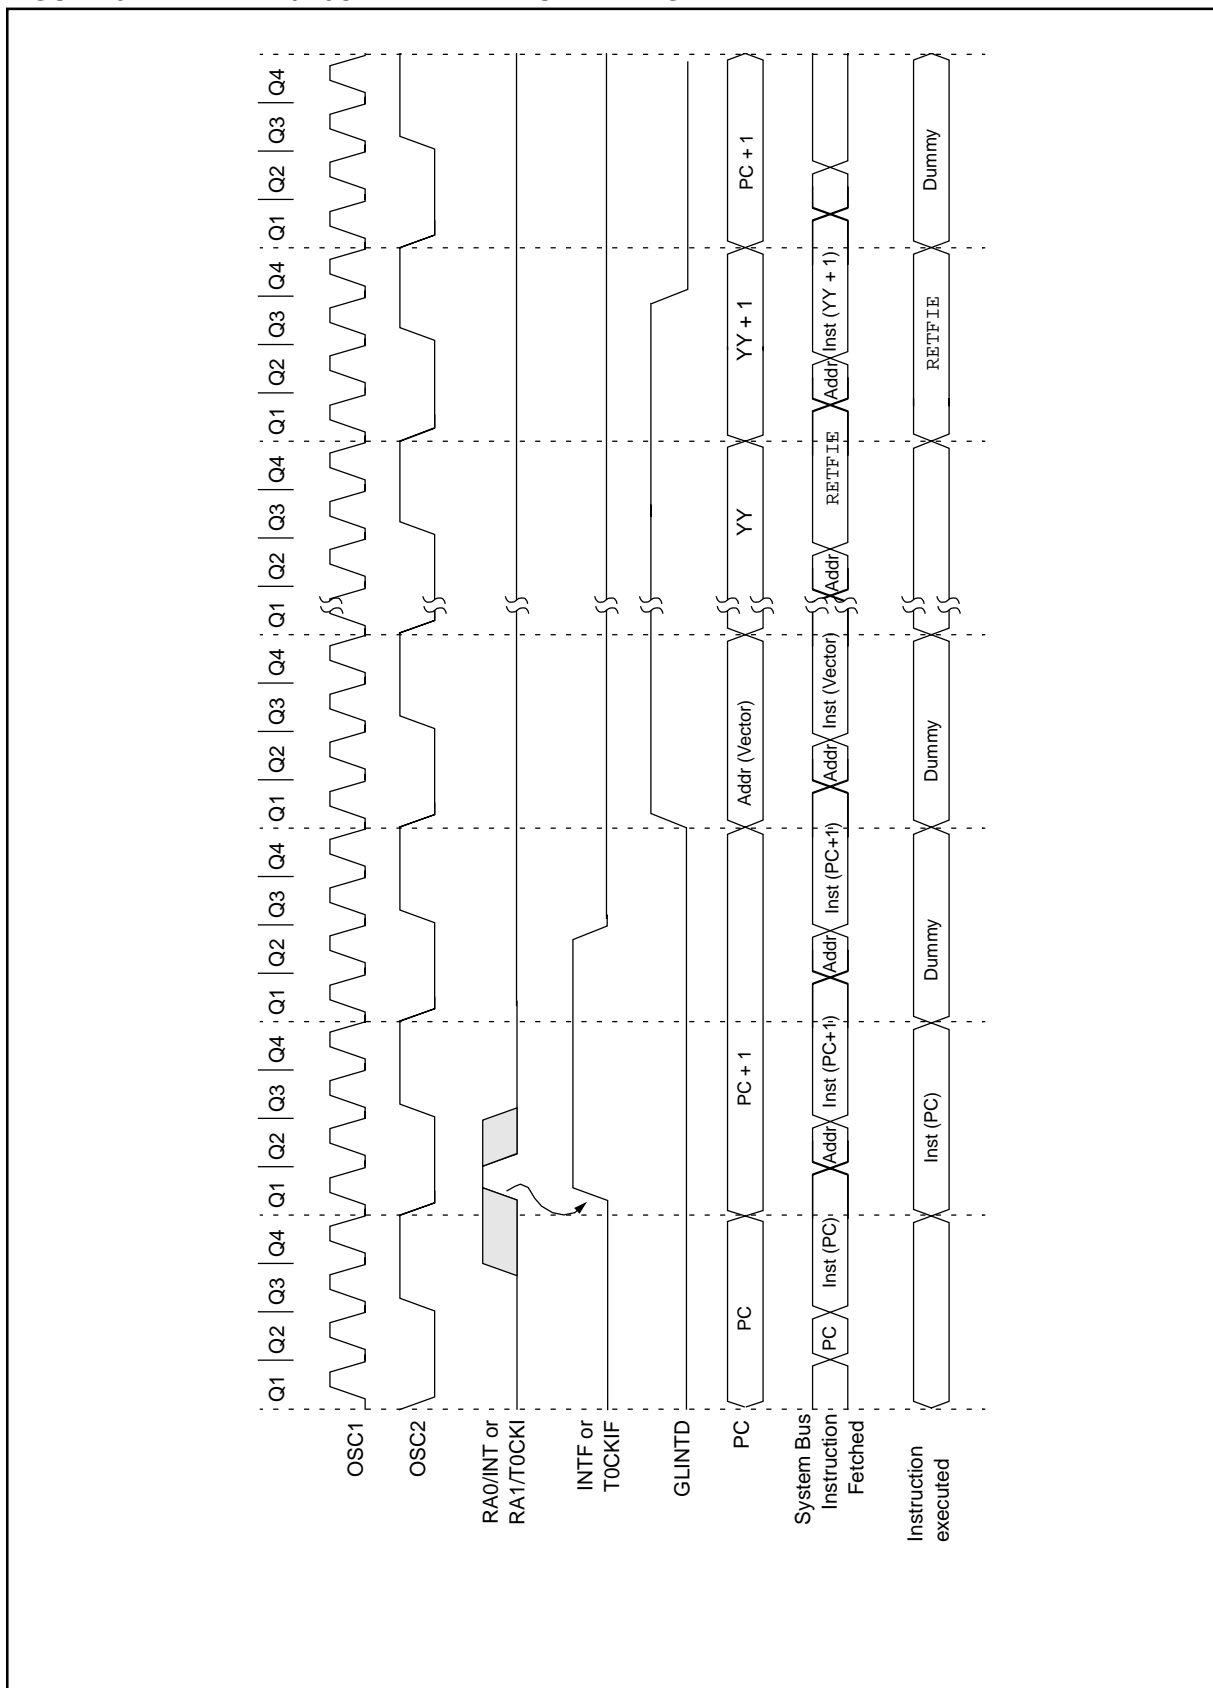 Q1 Q2 Q3 Q4 Q1 Q2 Q3 Q4 Q1 Q2 Q3 Q4 Q1 Q2 Q3 Q4 Q1 Q2 Q3 Q4 Q1 Q2 Q3 Q4 Q1 Q2 Q3 Q4
OSC1
OSC2
RA0/INT or
RA1/T0CKI
INTF or
T0CKIF
GLINTD
PC PC PC + 1 Addr (Vector) YY YY + 1 PC + 1
System Bus
Instruction
Fetched
PC Inst (PC) Addr Inst (PC+1) Addr Inst (PC+1) Addr Inst (Vector) Addr RETFIE Addr Inst (YY + 1)
Instruction
executed
Inst (PC) Dummy Dummy RETFIE Dummy